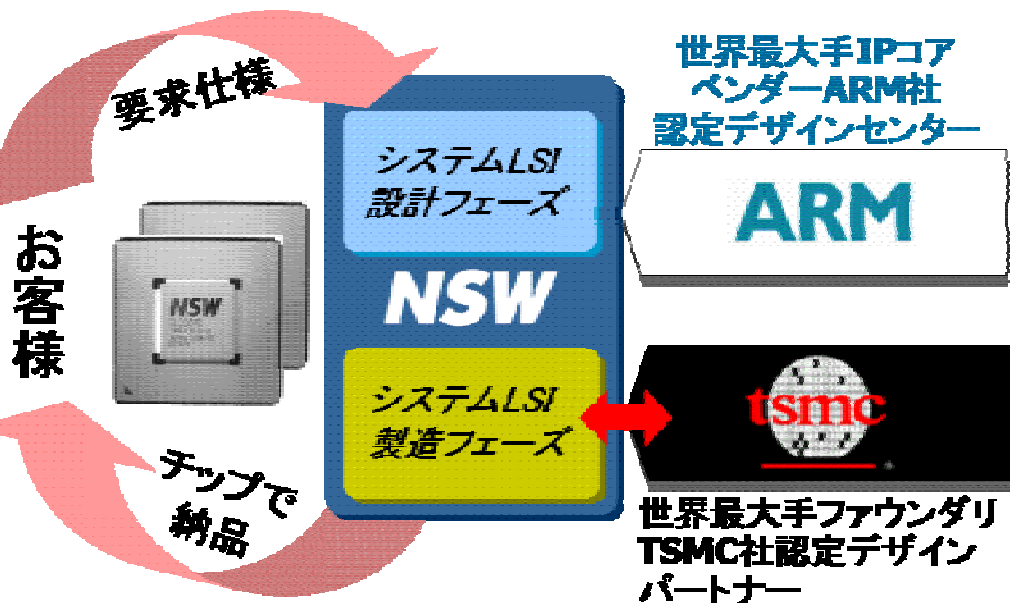 要求仕様
お客様
チップで
納品
NSW
システムLSI
設計フェーズ
NSW
システムLSI
製造フェーズ
世界最大手IPコア
ベンダーARM社
認定デザインセンター
ARM
tsmc
世界最大手ファウンダリ
TSMC社認定デザイン
パートナー